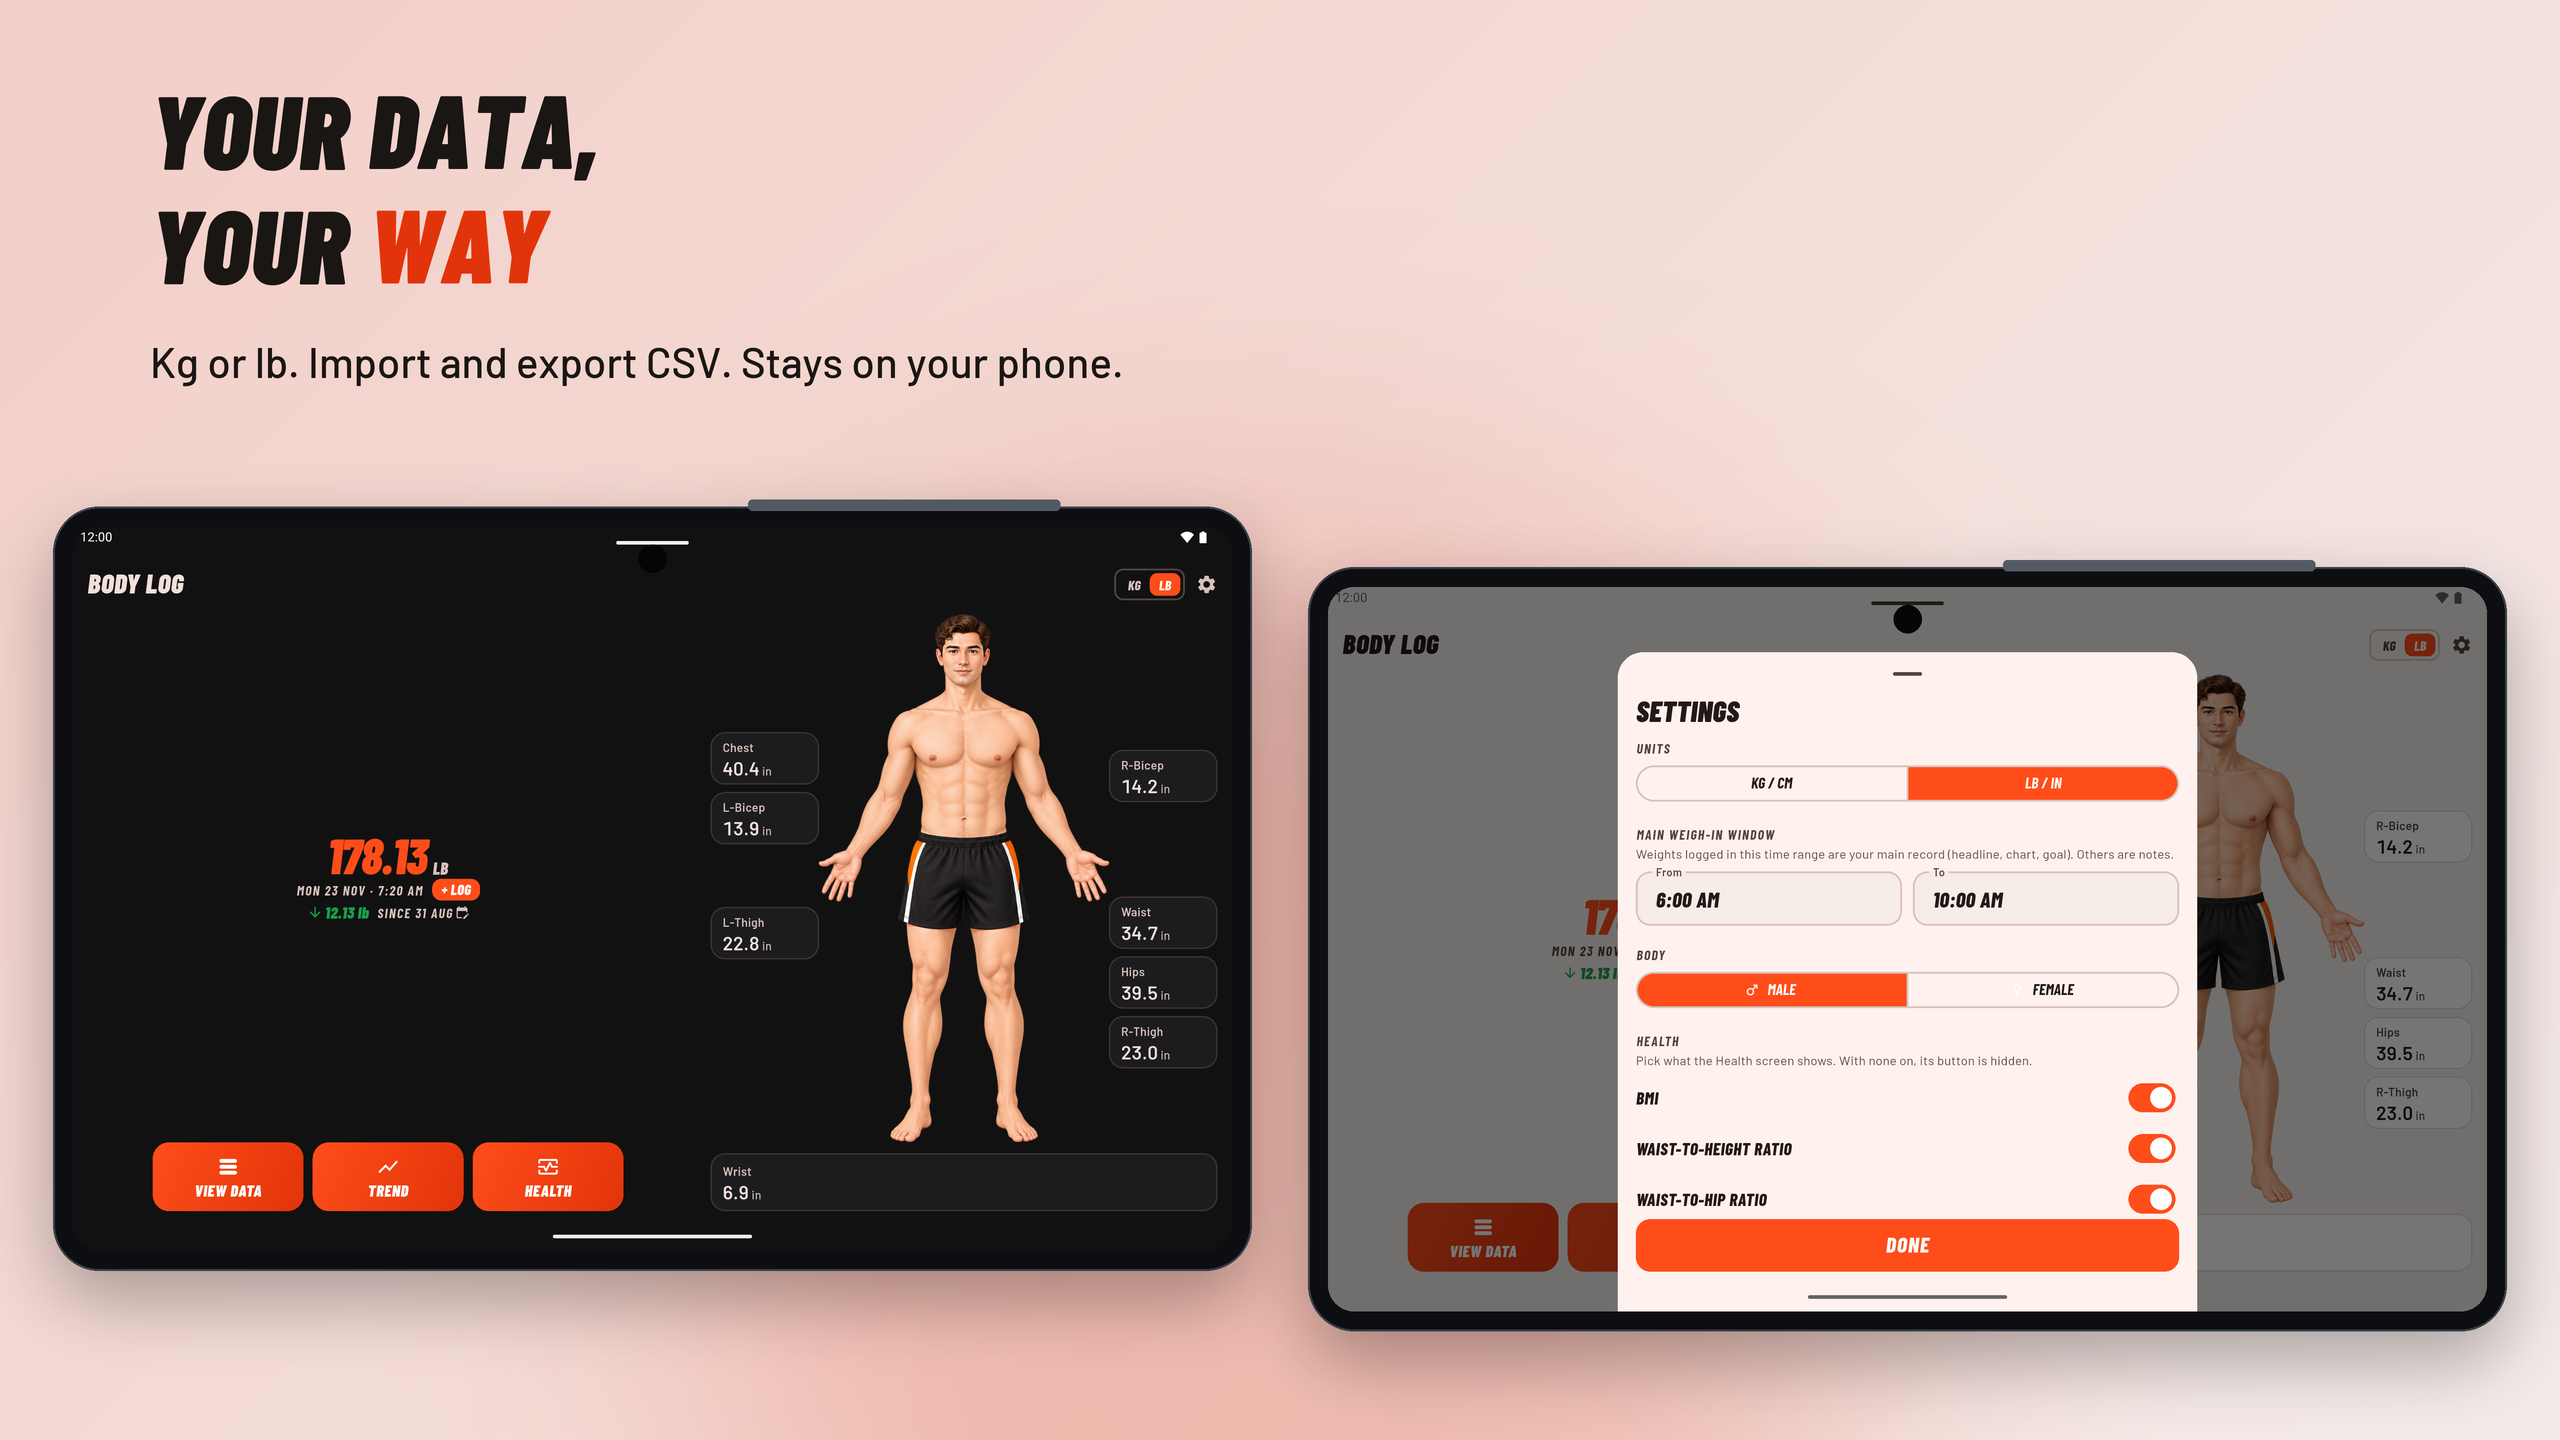 YOUR DATA,
YOUR WAY
Kg or lb. Import and export CSV. Stays on your phone.
12:00
BODY LOG
KG LB
Chest
40.4 in
L-Bicep
13.9 in
L-Thigh
22.8 in
R-Bicep
14.2 in
Waist
34.7 in
Hips
39.5 in
R-Thigh
23.0 in
178.13 LB
MON 23 NOV · 7:20 AM + LOG
↓ 12.13 lb SINCE 31 AUG
VIEW DATA
TREND
HEALTH
Wrist
6.9 in
12:00
BODY LOG
KG LB
17
MON 23 NOV
↓ 12.13 l
VIEW DATA
R-Bicep
14.2 in
Waist
34.7 in
Hips
39.5 in
R-Thigh
23.0 in
SETTINGS
UNITS
KG / CM
LB / IN
MAIN WEIGH-IN WINDOW
Weights logged in this time range are your main record (headline, chart, goal). Others are notes.
From
6:00 AM
To
10:00 AM
BODY
♂ MALE
FEMALE
HEALTH
Pick what the Health screen shows. With none on, its button is hidden.
BMI
WAIST-TO-HEIGHT RATIO
WAIST-TO-HIP RATIO
DONE